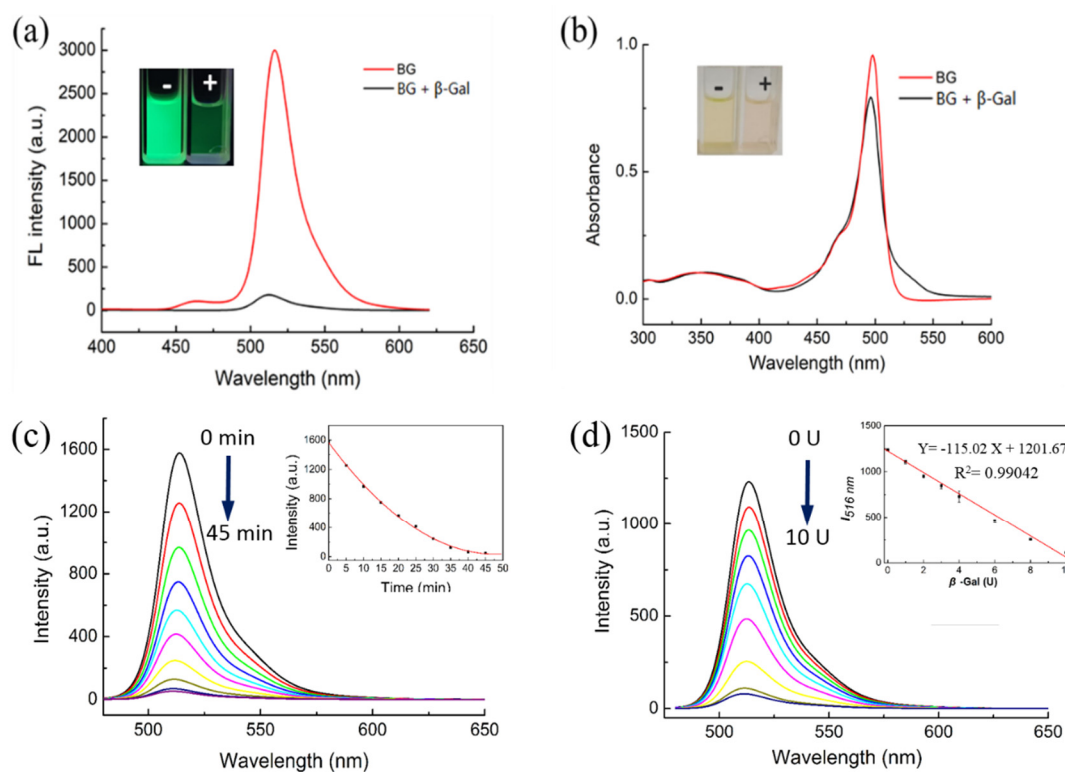 (a)
3000
2500
2000
1500
1000
500
0
FL intensity (a.u.)
- +
BG
BG + β-Gal
400 450 500 550 600 650
Wavelength (nm)
(b)
1.0
0.5
0.0
Absorbance
- +
BG
BG + β-Gal
300 350 400 450 500 550 600
Wavelength (nm)
(c)
1600
1200
800
400
0
Intensity (a.u.)
0 min
45 min
1600
1200
800
400
0
Intensity (a.u.)
0 5 10 15 20 25 30 35 40 45 50
Time (min)
500 550 600 650
Wavelength (nm)
(d)
1500
1000
500
0
Intensity (a.u.)
0 U
10 U
1500
1250
1000
750
500
250
0
I516 nm
Y= -115.02 X + 1201.67
R2= 0.99042
0 2 4 6 8
β -Gal (U)
500 550 600 650
Wavelength (nm)